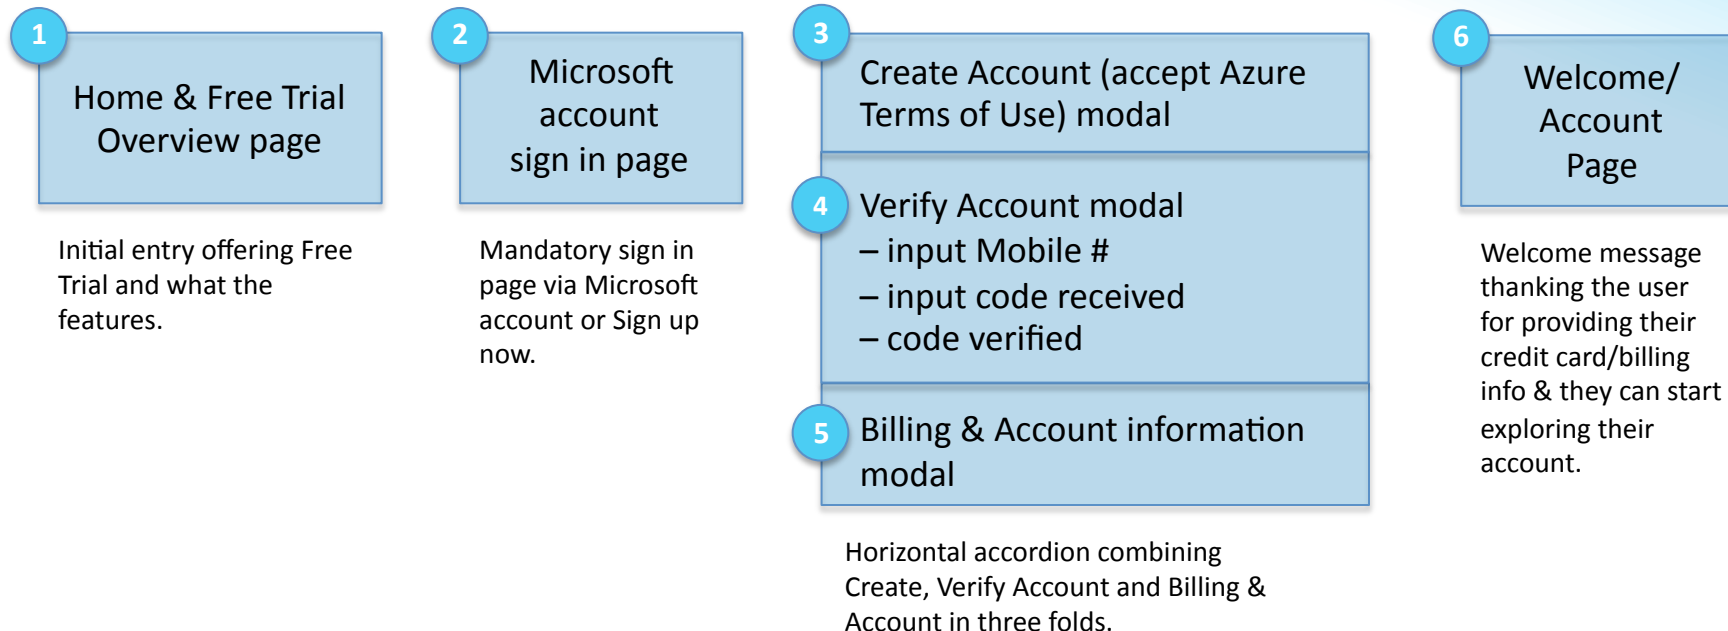 1
Home & Free Trial
Overview page
Initial entry offering Free
Trial and what the
features.
2
Microsoft
account
sign in page
Mandatory sign in
page via Microsoft
account or Sign up
now.
3
Create Account (accept Azure
Terms of Use) modal
4
Verify Account modal
– input Mobile #
– input code received
– code verified
5
Billing & Account information
modal
Horizontal accordion combining
Create, Verify Account and Billing &
Account in three folds.
6
Welcome/
Account
Page
Welcome message
thanking the user
for providing their
credit card/billing
info & they can start
exploring their
account.